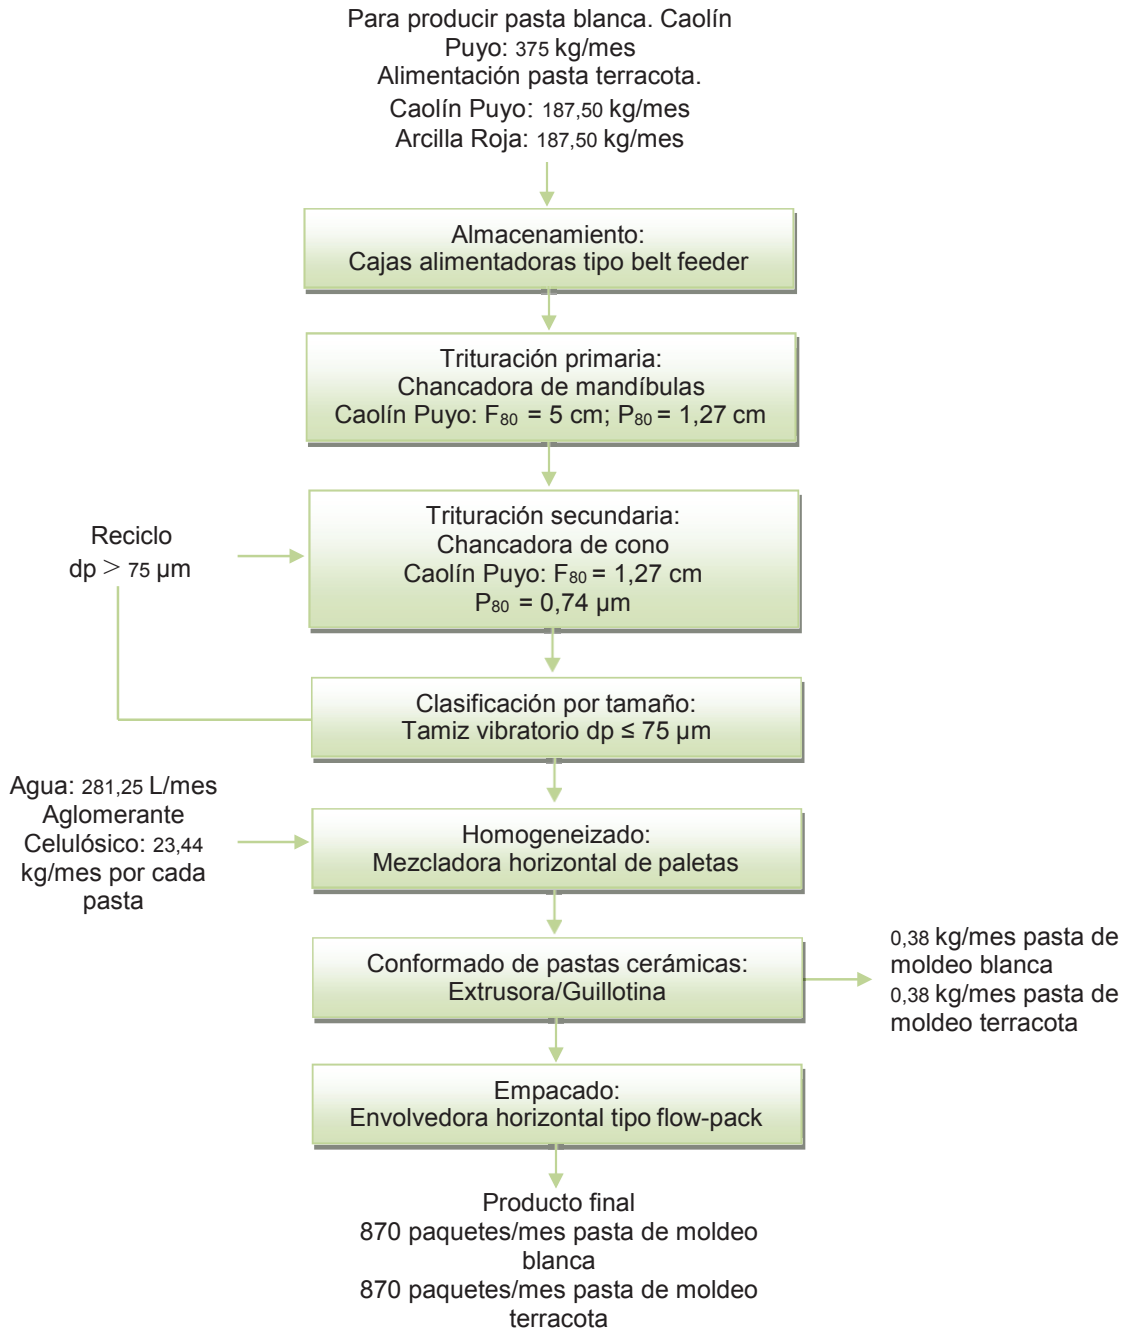 Para producir pasta blanca. Caolín
Puyo: 375 kg/mes
Alimentación pasta terracota.
Caolín Puyo: 187,50 kg/mes
Arcilla Roja: 187,50 kg/mes
Almacenamiento:
Cajas alimentadoras tipo belt feeder
Trituración primaria:
Chancadora de mandíbulas
Caolín Puyo: F80 = 5 cm; P80 = 1,27 cm
Reciclo
dp > 75 µm
Trituración secundaria:
Chancadora de cono
Caolín Puyo: F80 = 1,27 cm
P80 = 0,74 µm
Clasificación por tamaño:
Tamiz vibratorio dp ≤ 75 µm
Agua: 281,25 L/mes
Aglomerante
Celulósico: 23,44
kg/mes por cada
pasta
Homogeneizado:
Mezcladora horizontal de paletas
Conformado de pastas cerámicas:
Extrusora/Guillotina
0,38 kg/mes pasta de
moldeo blanca
0,38 kg/mes pasta de
moldeo terracota
Empacado:
Envolvedora horizontal tipo flow-pack
Producto final
870 paquetes/mes pasta de moldeo
blanca
870 paquetes/mes pasta de moldeo
terracota